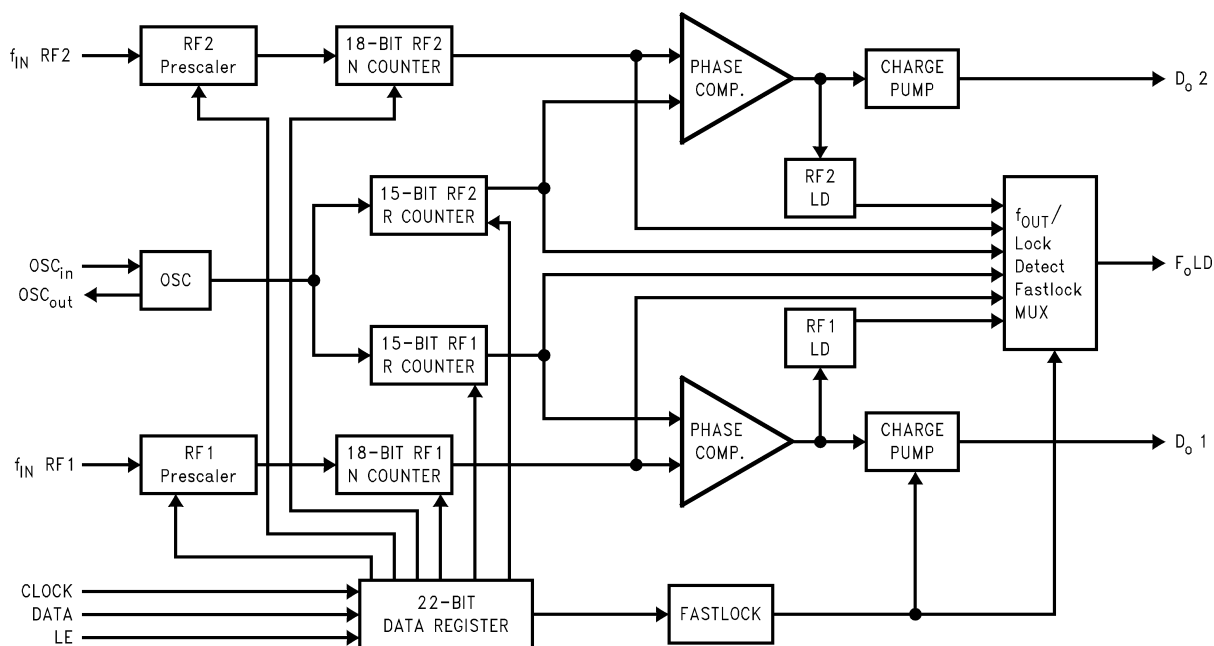 f_IN RF2
RF2
Prescaler
18-BIT RF2
N COUNTER
PHASE
COMP.
CHARGE
PUMP
D_o 2
15-BIT RF2
R COUNTER
RF2
LD
OSC_in
OSC_out
OSC
f_OUT/
Lock
Detect
Fastlock
MUX
F_oLD
15-BIT RF1
R COUNTER
RF1
LD
f_IN RF1
RF1
Prescaler
18-BIT RF1
N COUNTER
PHASE
COMP.
CHARGE
PUMP
D_o 1
CLOCK
DATA
LE
22-BIT
DATA REGISTER
FASTLOCK